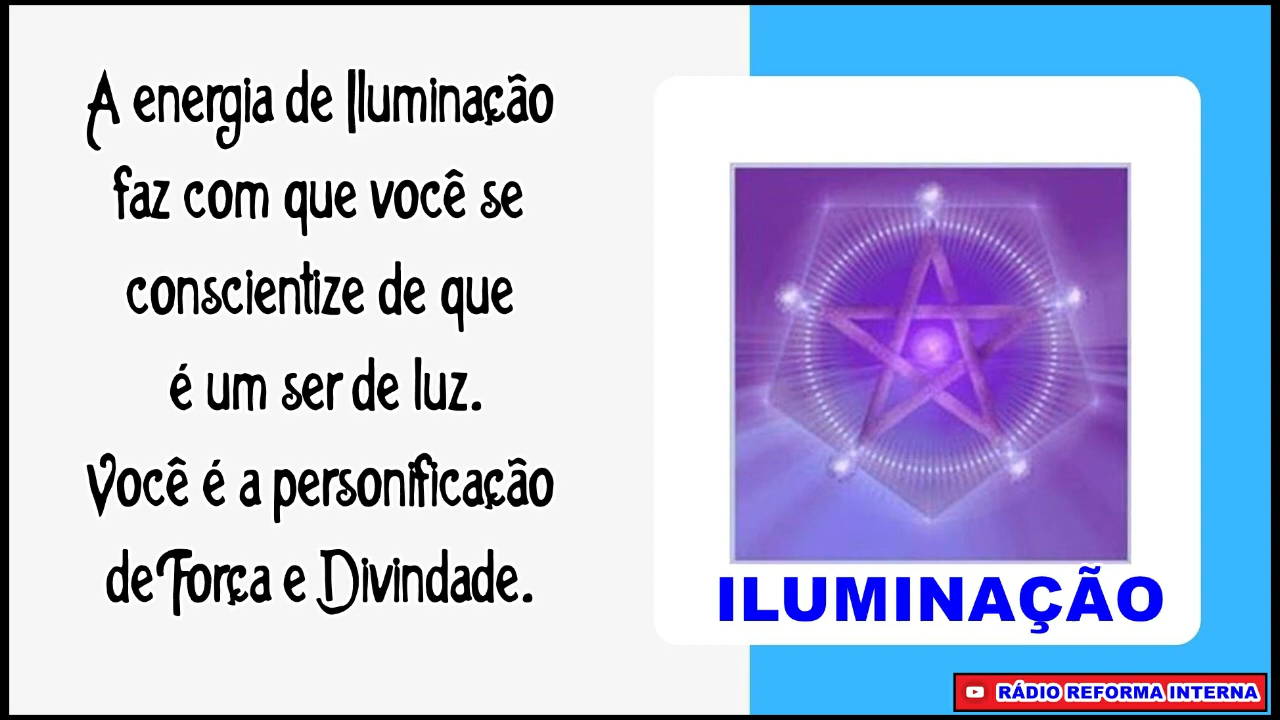 A energia de Iluminação
faz com que você se
conscientize de que
é um ser de luz.
Você é a personificação
de Força e Divindade.
ILUMINAÇÃO
RÁDIO REFORMA INTERNA